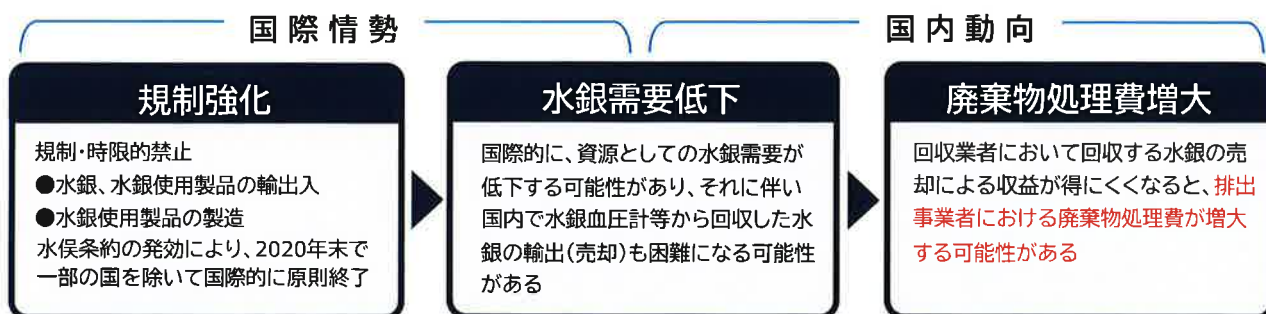 国際情勢
国内動向
規制強化
規制・時限的禁止
●水銀、水銀使用製品の輸出入
●水銀使用製品の製造
水俣条約の発効により、2020年末で
一部の国を除いて国際的に原則終了
水銀需要低下
国際的に、資源としての水銀需要が
低下する可能性があり、それに伴い
国内で水銀血圧計等から回収した水
銀の輸出(売却)も困難になる可能性
がある
廃棄物処理費増大
回収業者において回収する水銀の売
却による収益が得にくくなると、排出
事業者における廃棄物処理費が増大
する可能性がある